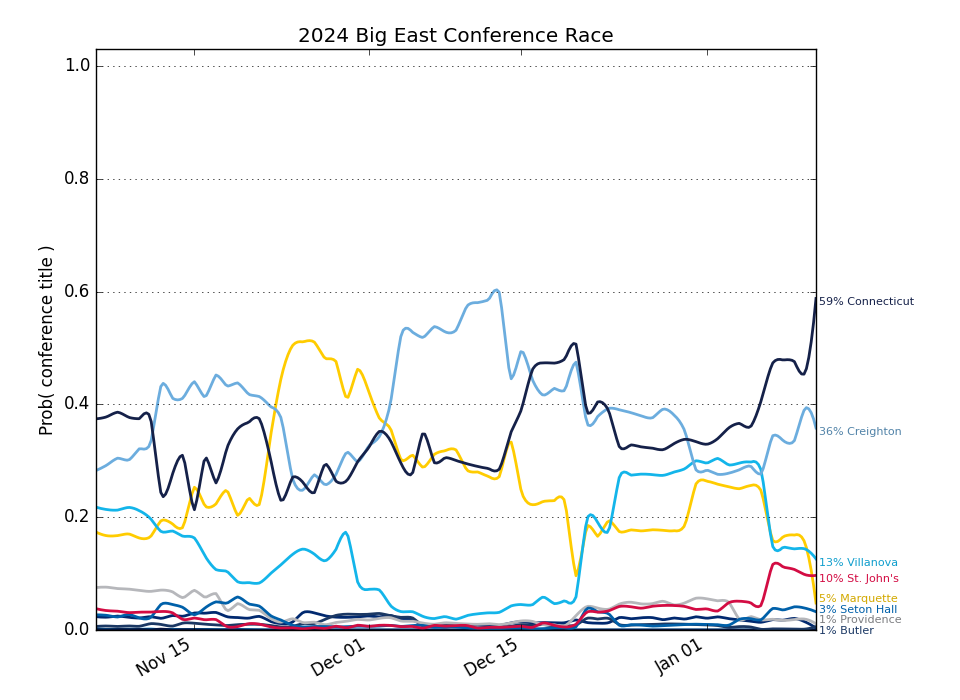 2024 Big East Conference Race
Prob( conference title )
1.0
0.8
0.6
0.4
0.2
0.0
Nov 15
Dec 01
Dec 15
Jan 01
59% Connecticut
36% Creighton
13% Villanova
10% St. John's
5% Marquette
3% Seton Hall
1% Providence
1% Butler